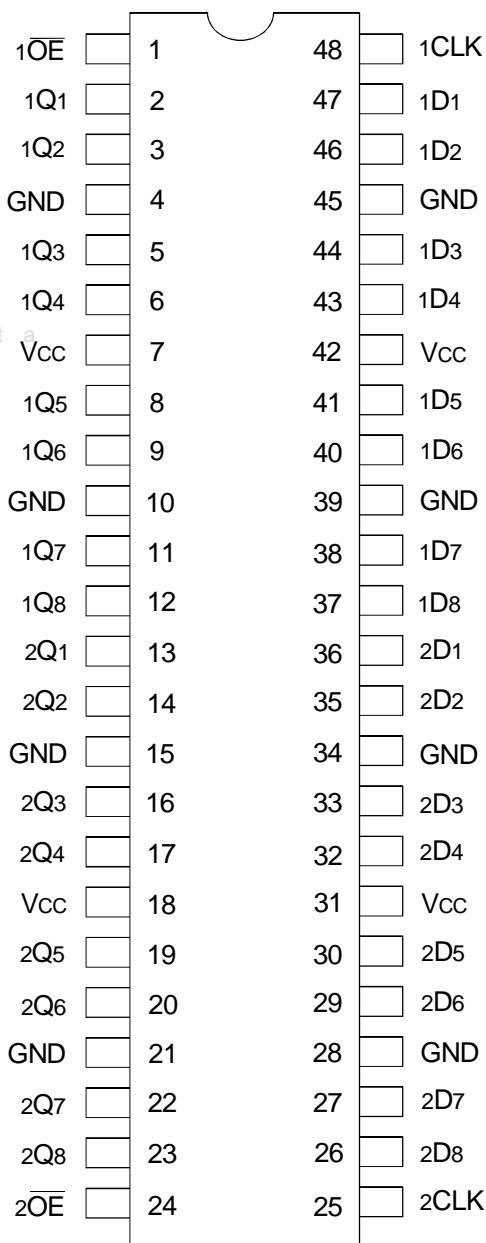 1O̅E̅ 1 48 1CLK
1Q1 2 47 1D1
1Q2 3 46 1D2
GND 4 45 GND
1Q3 5 44 1D3
1Q4 6 43 1D4
t a
VCC 7 42 VCC
1Q5 8 41 1D5
1Q6 9 40 1D6
GND 10 39 GND
1Q7 11 38 1D7
1Q8 12 37 1D8
2Q1 13 36 2D1
2Q2 14 35 2D2
GND 15 34 GND
2Q3 16 33 2D3
2Q4 17 32 2D4
VCC 18 31 VCC
2Q5 19 30 2D5
2Q6 20 29 2D6
GND 21 28 GND
2Q7 22 27 2D7
2Q8 23 26 2D8
2O̅E̅ 24 25 2CLK